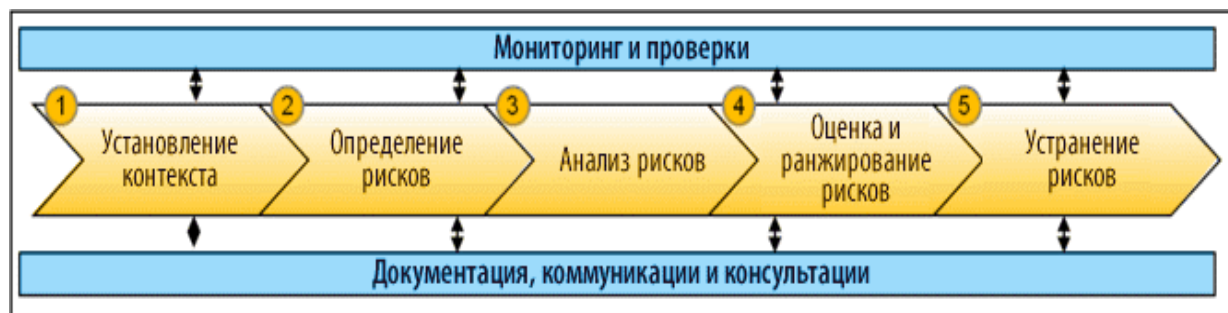 Мониторинг и проверки
1
Установление
контекста
2
Определение
рисков
3
Анализ рисков
4
Оценка и
ранжирование
рисков
5
Устранение
рисков
Документация, коммуникации и консультации